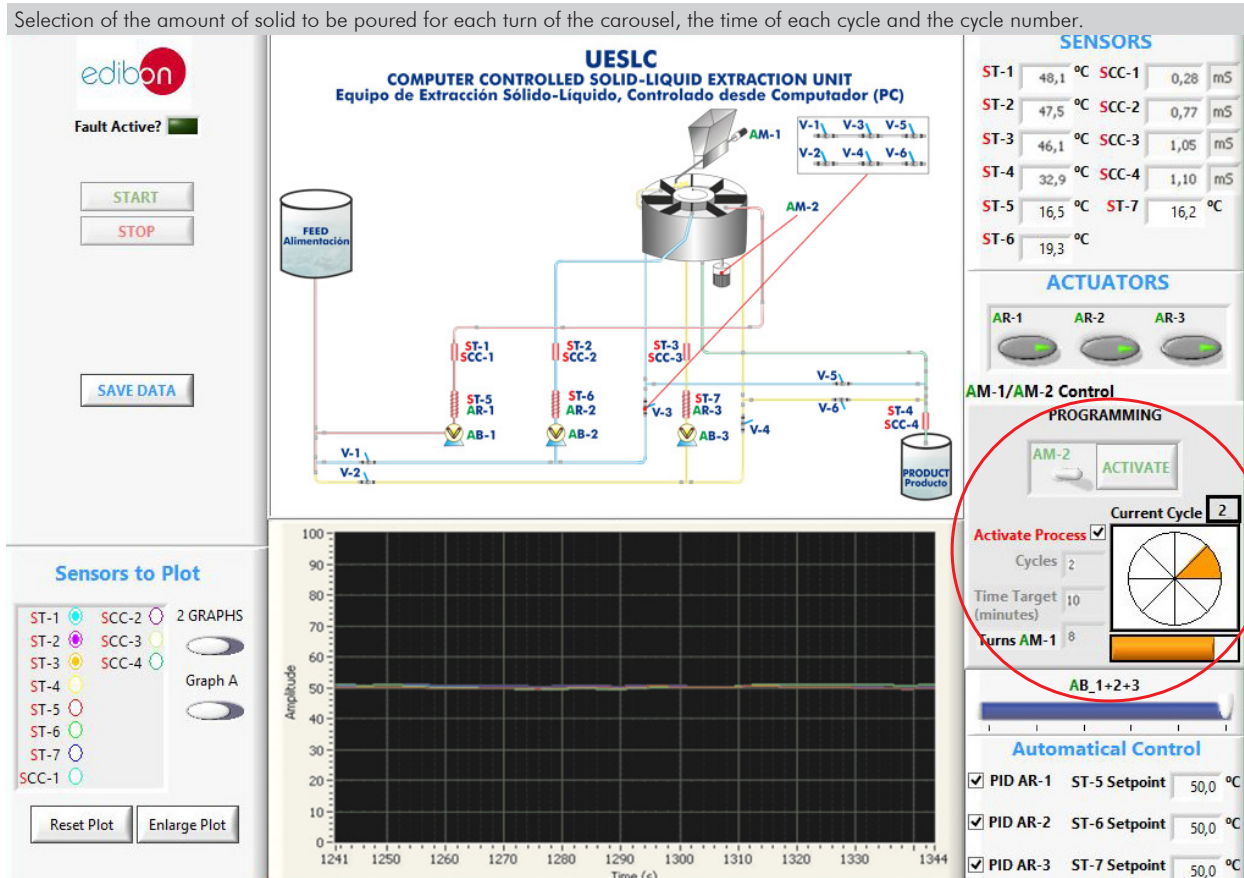 Selection of the amount of solid to be poured for each turn of the carousel, the time of each cycle and the cycle number.
edibon
Fault Active?
START
STOP
SAVE DATA
UESLC
COMPUTER CONTROLLED SOLID-LIQUID EXTRACTION UNIT
Equipo de Extracción Sólido-Líquido, Controlado desde Computador (PC)
AM-1
V-1 V-3 V-5
V-2 V-4 V-6
AM-2
FEED
Alimentación
ST-1
SCC-1
ST-2
SCC-2
ST-3
SCC-3
ST-5
AR-1
ST-6
AR-2
ST-7
AR-3
AB-1
AB-2
AB-3
V-3
V-4
V-5
V-6
ST-4
SCC-4
V-1
V-2
PRODUCT
Producto
SENSORS
ST-1 48,1 ºC SCC-1 0,28 mS
ST-2 47,5 ºC SCC-2 0,77 mS
ST-3 46,1 ºC SCC-3 1,05 mS
ST-4 32,9 ºC SCC-4 1,10 mS
ST-5 16,5 ºC ST-7 16,2 ºC
ST-6 19,3 ºC
ACTUATORS
AR-1 AR-2 AR-3
AM-1/AM-2 Control
PROGRAMMING
AM-2 ACTIVATE
Current Cycle 2
Activate Process
Cycles 2
Time Target 10
(minutes)
Turns AM-1 8
AB_1+2+3
Automatical Control
PID AR-1 ST-5 Setpoint 50,0 ºC
PID AR-2 ST-6 Setpoint 50,0 ºC
PID AR-3 ST-7 Setpoint 50,0 ºC
Sensors to Plot
ST-1 SCC-2 2 GRAPHS
ST-2 SCC-3
ST-3 SCC-4
ST-4 Graph A
ST-5
ST-6
ST-7
SCC-1
Reset Plot Enlarge Plot
Amplitude
100
90
80
70
60
50
40
30
20
10
0
1241 1250 1260 1270 1280 1290 1300 1310 1320 1330 1344
Time (s)